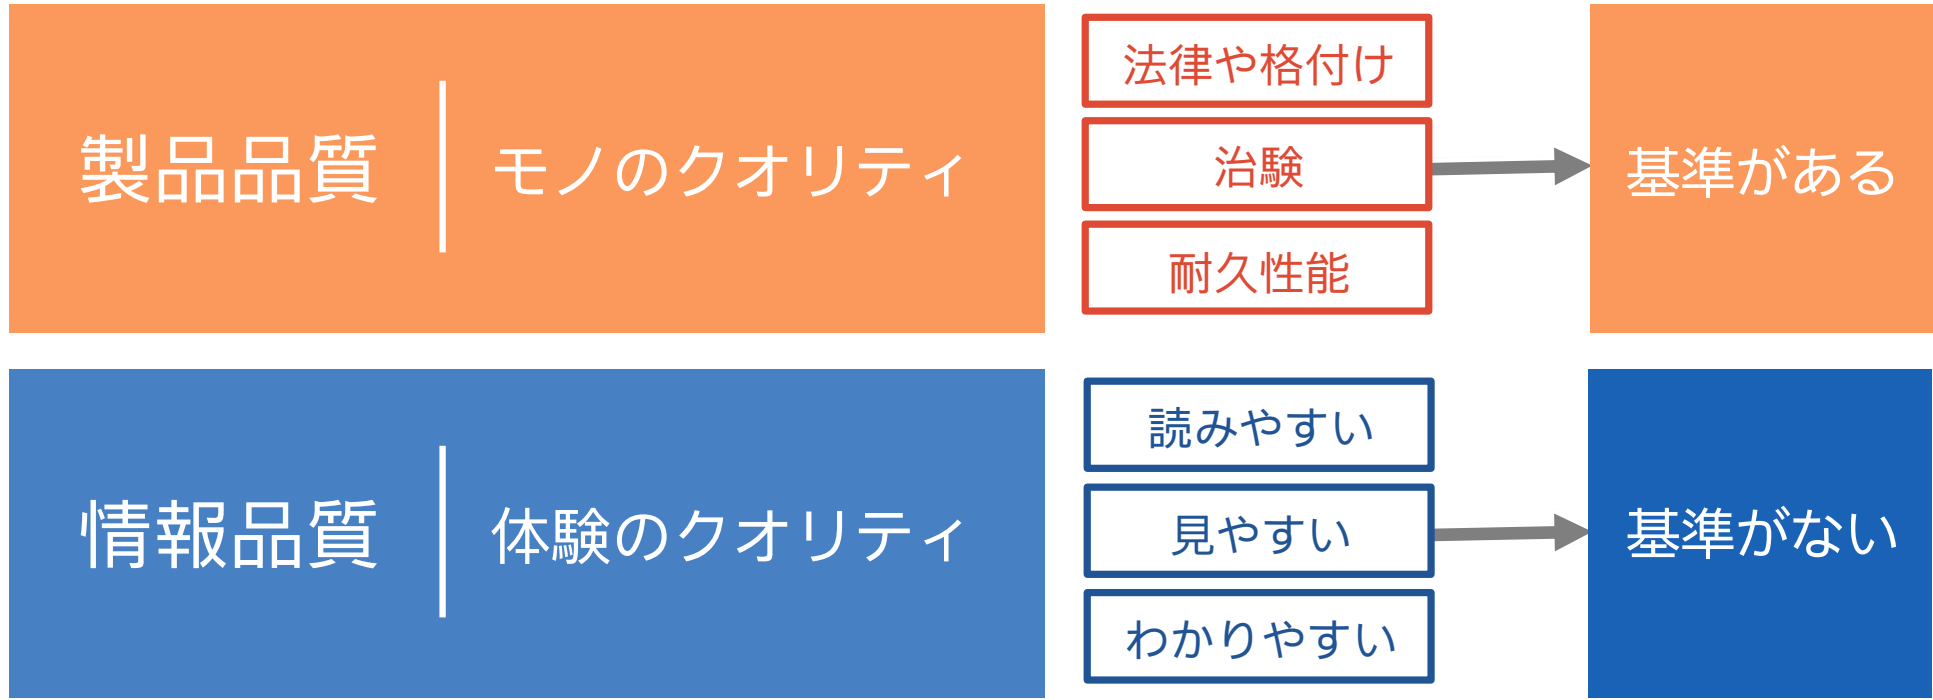 製品品質
モノのクオリティ
法律や格付け
治験
耐久性能
基準がある
情報品質
体験のクオリティ
読みやすい
見やすい
わかりやすい
基準がない